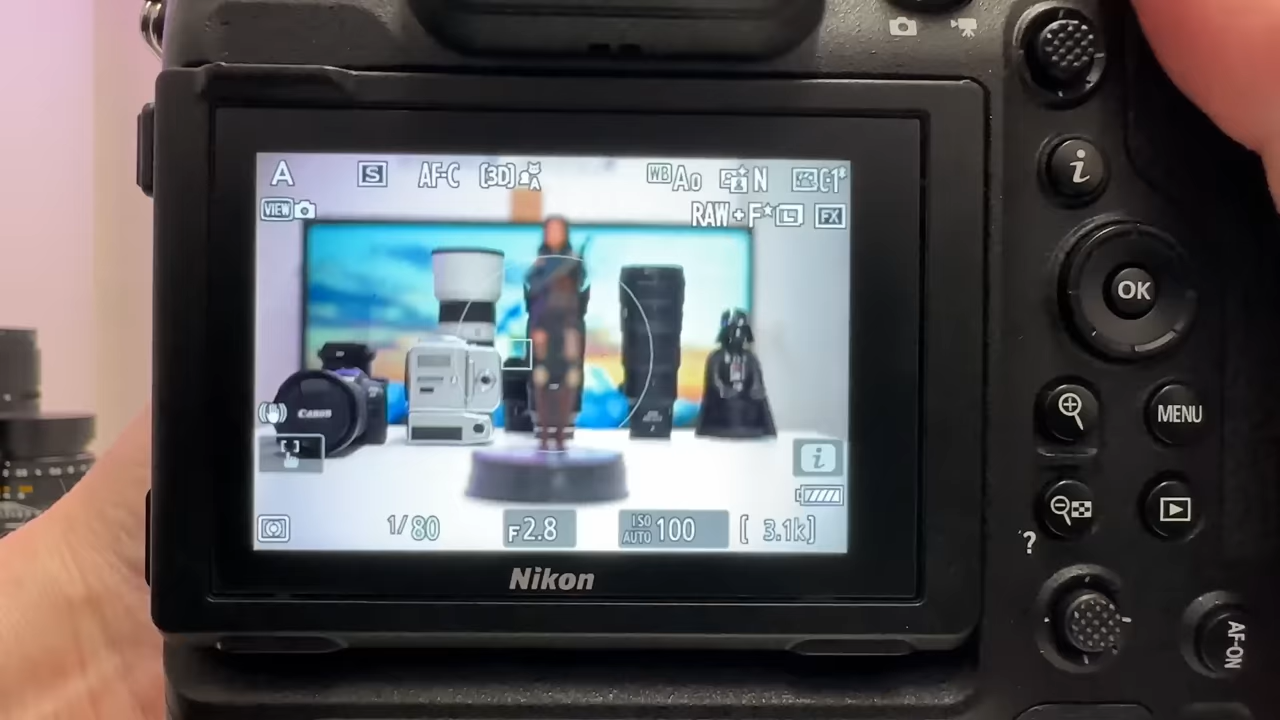 A S AF-C [3D] A WB A0 N C1*
VIEW RAW+F★ L FX
i
Canon
i
1/80 F2.8 ISO AUTO 100 [ 3.1k]
Nikon
OK
MENU
?
AF-ON